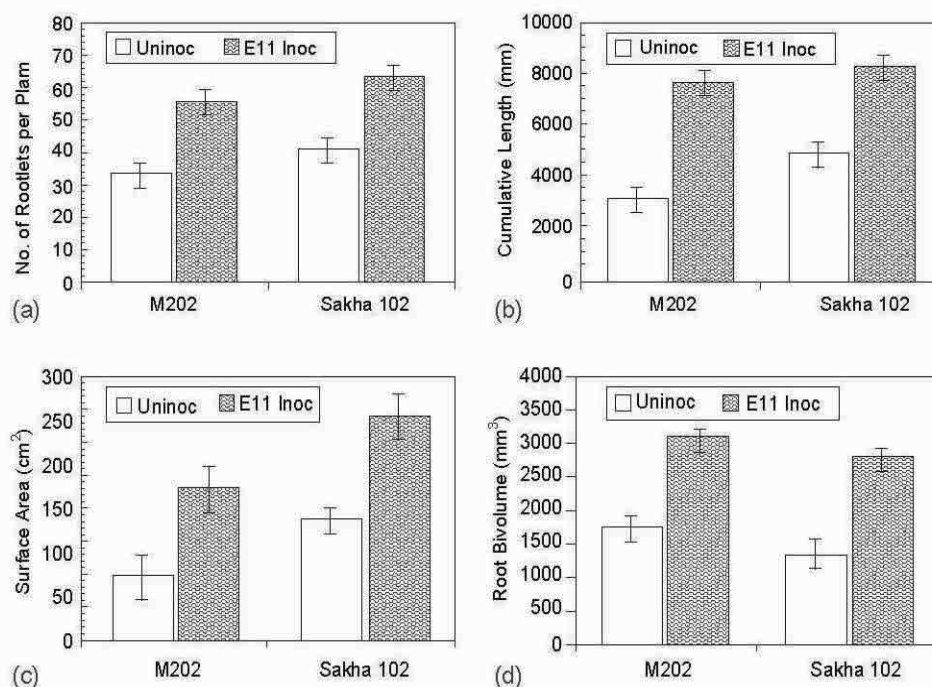 80
70
60
50
40
30
20
10
0
No. of Rootlets per Plam
Uninoc E11 Inoc
M202 Sakha 102
(a)
10000
8000
6000
4000
2000
0
Cumulative Length (mm)
Uninoc E11 Inoc
M202 Sakha 102
(b)
300
250
200
150
100
50
0
Surface Area (cm²)
Uninoc E11 Inoc
M202 Sakha 102
(c)
4000
3500
3000
2500
2000
1500
1000
500
0
Root Bivolume (mm³)
Uninoc E11 Inoc
M202 Sakha 102
(d)